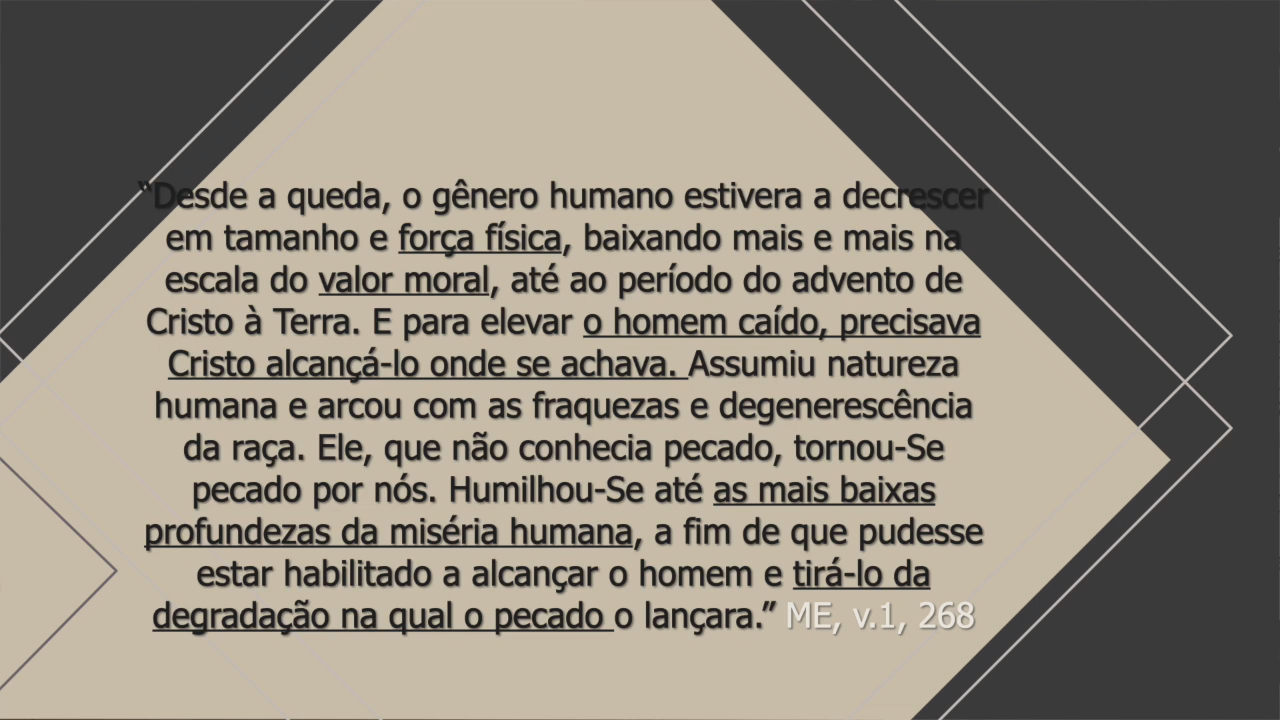 “Desde a queda, o gênero humano estivera a decrescer
em tamanho e força física, baixando mais e mais na
escala do valor moral, até ao período do advento de
Cristo à Terra. E para elevar o homem caído, precisava
Cristo alcançá-lo onde se achava. Assumiu natureza
humana e arcou com as fraquezas e degenerescência
da raça. Ele, que não conhecia pecado, tornou-Se
pecado por nós. Humilhou-Se até as mais baixas
profundezas da miséria humana, a fim de que pudesse
estar habilitado a alcançar o homem e tirá-lo da
degradação na qual o pecado o lançara.” ME, v.1, 268